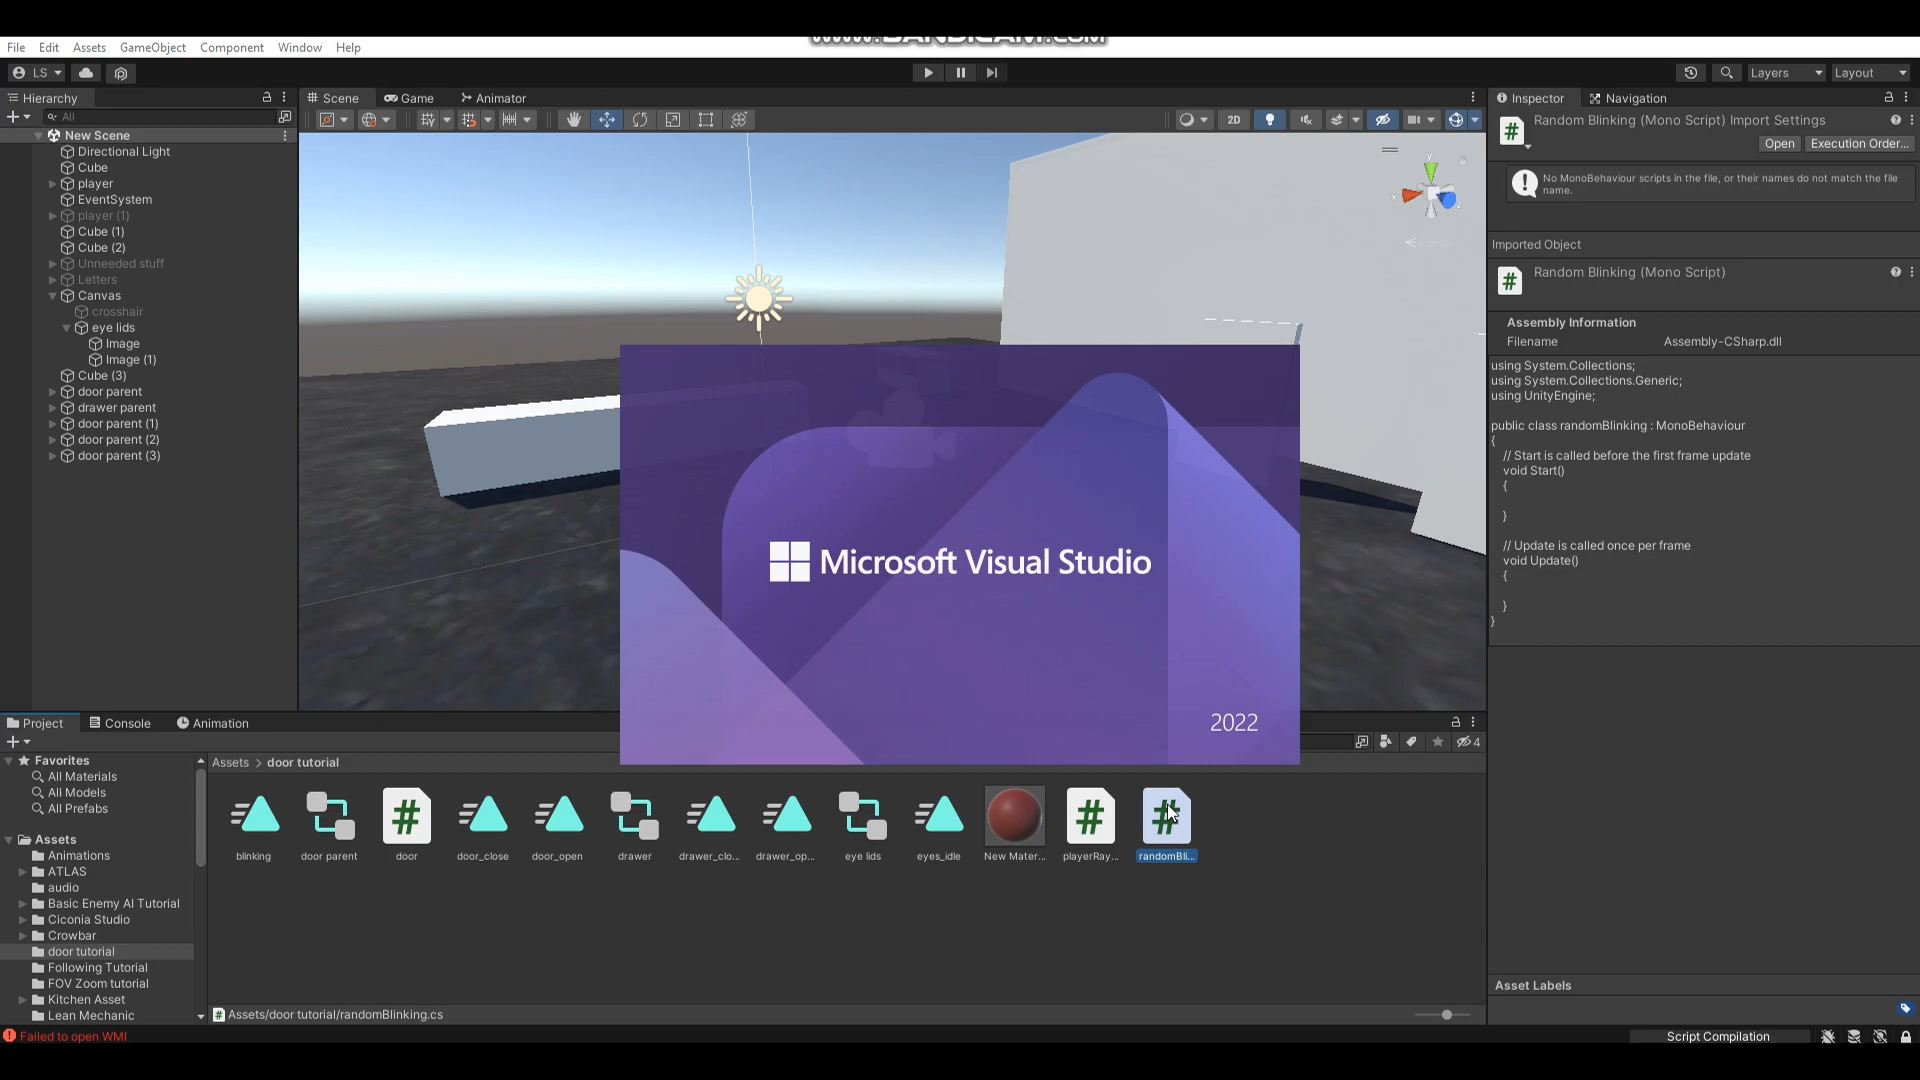 www.BANDICAM.com
File Edit Assets GameObject Component Window Help
LS
Layers
Layout
Hierarchy
All
New Scene
Directional Light
Cube
player
EventSystem
player (1)
Cube (1)
Cube (2)
Unneeded stuff
Letters
Canvas
crosshair
eye lids
Image
Image (1)
Cube (3)
door parent
drawer parent
door parent (1)
door parent (2)
door parent (3)
Scene
Game
Animator
2D
Persp
Microsoft Visual Studio
2022
Inspector
Navigation
Random Blinking (Mono Script) Import Settings
Open
Execution Order...
No MonoBehaviour scripts in the file, or their names do not match the file
name.
Imported Object
Random Blinking (Mono Script)
Assembly Information
Filename Assembly-CSharp.dll
using System.Collections;
using System.Collections.Generic;
using UnityEngine;
public class randomBlinking : MonoBehaviour
{
// Start is called before the first frame update
void Start()
{
}
// Update is called once per frame
void Update()
{
}
}
Asset Labels
Project
Console
Animation
4
Favorites
All Materials
All Models
All Prefabs
Assets
Animations
ATLAS
audio
Basic Enemy AI Tutorial
Ciconia Studio
Crowbar
door tutorial
Following Tutorial
FOV Zoom tutorial
Kitchen Asset
Lean Mechanic
Assets > door tutorial
blinking
door parent
door
door_close
door_open
drawer
drawer_clo...
drawer_op...
eye lids
eyes_idle
New Mater...
playerRay...
randomBli...
Assets/door tutorial/randomBlinking.cs
Failed to open WMI
Script Compilation